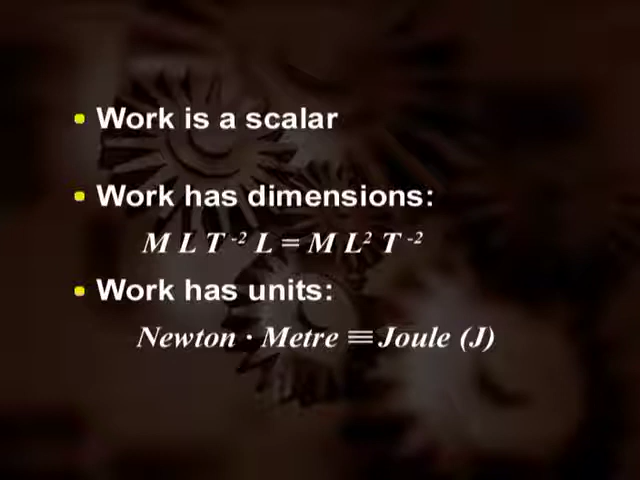 • Work is a scalar
• Work has dimensions:
M L T⁻² L = M L² T⁻²
• Work has units:
Newton · Metre ≡ Joule (J)